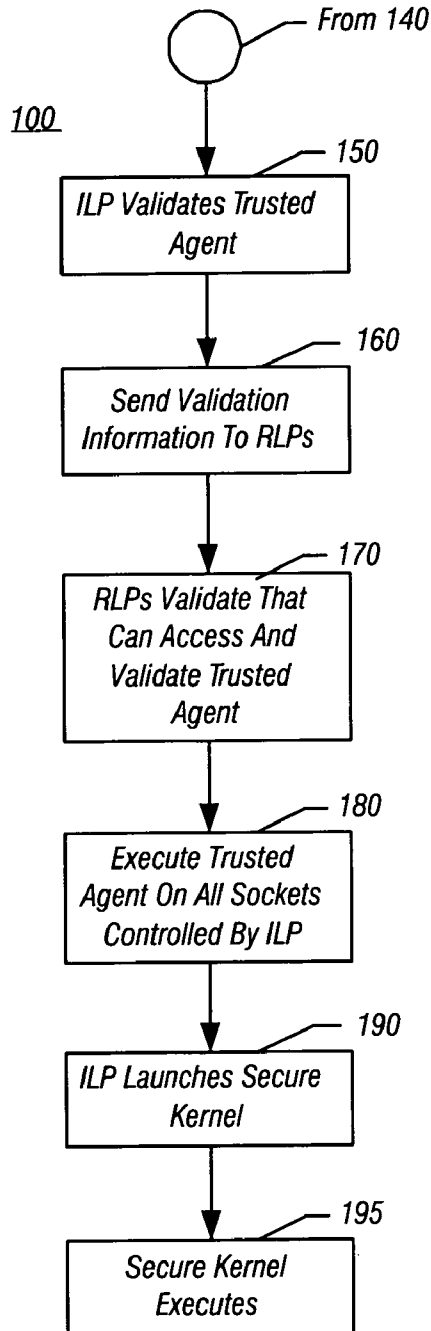 From 140
100
150
ILP Validates Trusted
Agent
160
Send Validation
Information To RLPs
170
RLPs Validate That
Can Access And
Validate Trusted
Agent
180
Execute Trusted
Agent On All Sockets
Controlled By ILP
190
ILP Launches Secure
Kernel
195
Secure Kernel
Executes